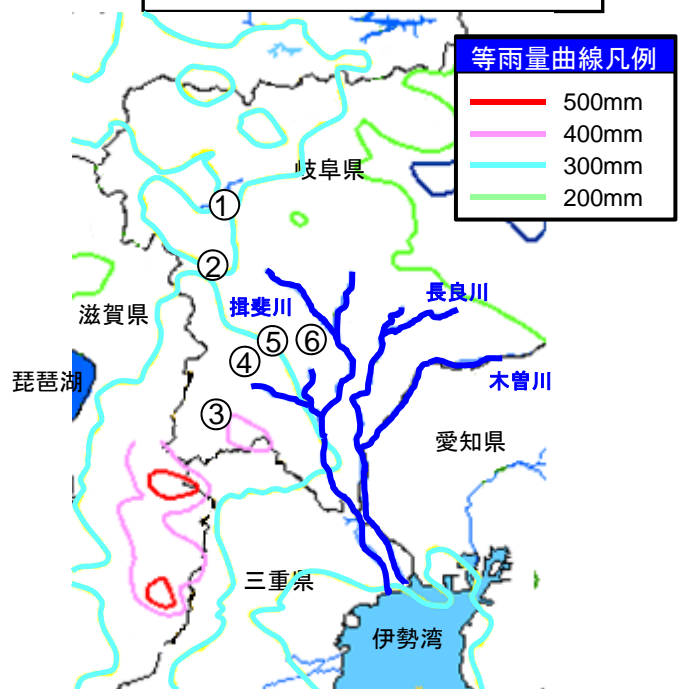 等雨量曲線凡例
500mm
400mm
300mm
200mm
岐阜県
①
②
滋賀県
揖斐川
長良川
⑤
⑥
④
琵琶湖
木曽川
③
愛知県
三重県
伊勢湾